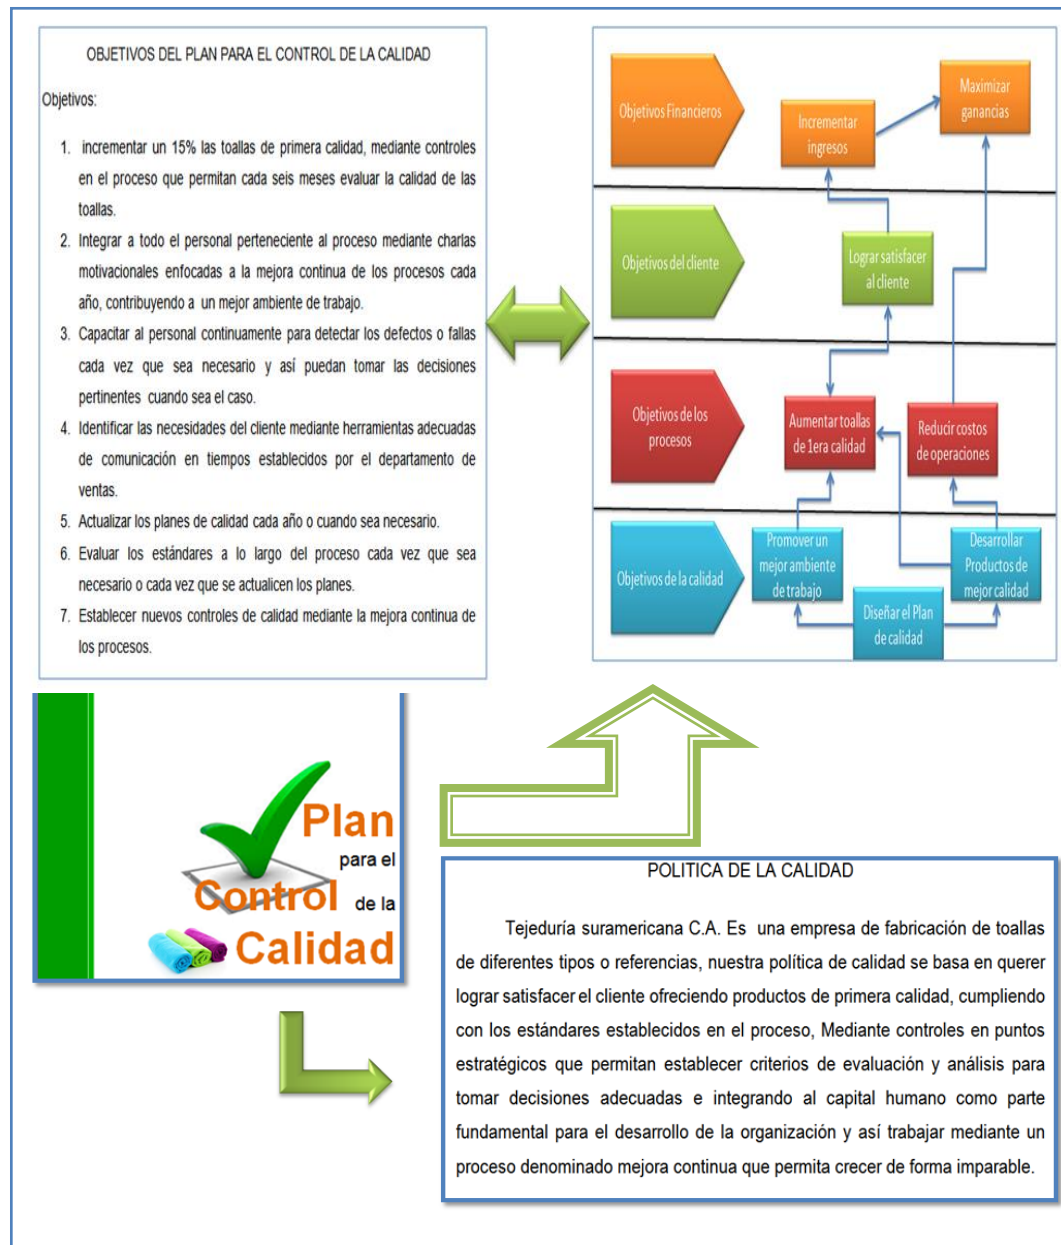 OBJETIVOS DEL PLAN PARA EL CONTROL DE LA CALIDAD
Objetivos:
1. incrementar un 15% las toallas de primera calidad, mediante controles
en el proceso que permitan cada seis meses evaluar la calidad de las
toallas.
2. Integrar a todo el personal perteneciente al proceso mediante charlas
motivacionales enfocadas a la mejora continua de los procesos cada
año, contribuyendo a un mejor ambiente de trabajo.
3. Capacitar al personal continuamente para detectar los defectos o fallas
cada vez que sea necesario y así puedan tomar las decisiones
pertinentes cuando sea el caso.
4. Identificar las necesidades del cliente mediante herramientas adecuadas
de comunicación en tiempos establecidos por el departamento de
ventas.
5. Actualizar los planes de calidad cada año o cuando sea necesario.
6. Evaluar los estándares a lo largo del proceso cada vez que sea
necesario o cada vez que se actualicen los planes.
7. Establecer nuevos controles de calidad mediante la mejora continua de
los procesos.
Objetivos Financieros
Incrementar
ingresos
Maximizar
ganancias
Objetivos del cliente
Lograr satisfacer
al cliente
Objetivos de los
procesos
Aumentar toallas
de 1era calidad
Reducir costos
de operaciones
Objetivos de la calidad
Promover un
mejor ambiente
de trabajo
Desarrollar
Productos de
mejor calidad
Diseñar el Plan
de calidad
Plan
para el
Control de la
Calidad
POLITICA DE LA CALIDAD
Tejeduría suramericana C.A. Es una empresa de fabricación de toallas
de diferentes tipos o referencias, nuestra política de calidad se basa en querer
lograr satisfacer el cliente ofreciendo productos de primera calidad, cumpliendo
con los estándares establecidos en el proceso, Mediante controles en puntos
estratégicos que permitan establecer criterios de evaluación y análisis para
tomar decisiones adecuadas e integrando al capital humano como parte
fundamental para el desarrollo de la organización y así trabajar mediante un
proceso denominado mejora continua que permita crecer de forma imparable.